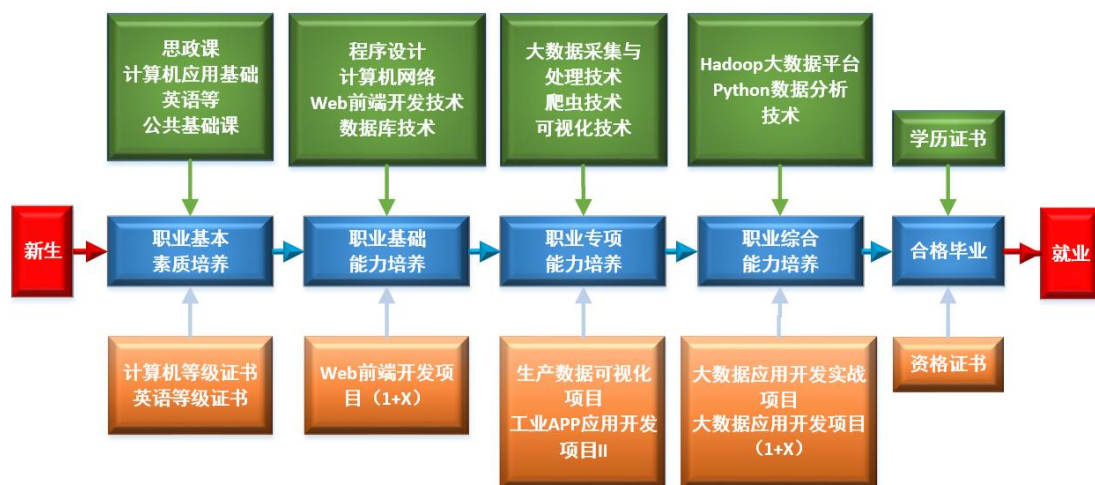 思政课
计算机应用基础
英语等
公共基础课
程序设计
计算机网络
Web前端开发技术
数据库技术
大数据采集与
处理技术
爬虫技术
可视化技术
Hadoop大数据平台
Python数据分析
技术
学历证书
新生
职业基本
素质培养
职业基础
能力培养
职业专项
能力培养
职业综合
能力培养
合格毕业
就业
计算机等级证书
英语等级证书
Web前端开发项
目（1+X）
生产数据可视化
项目
工业APP应用开发
项目II
大数据应用开发实战
项目
大数据应用开发项目
（1+X）
资格证书